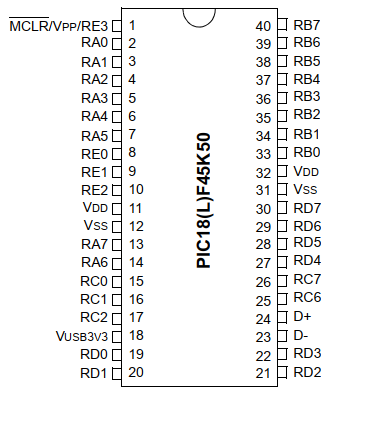 MCLR/VPP/RE3 1 40 RB7
RA0 2 39 RB6
RA1 3 38 RB5
RA2 4 37 RB4
RA3 5 36 RB3
RA4 6 35 RB2
RA5 7 34 RB1
RE0 8 33 RB0
RE1 9 32 VDD
RE2 10 31 VSS
VDD 11 30 RD7
VSS 12 29 RD6
RA7 13 28 RD5
RA6 14 27 RD4
RC0 15 26 RC7
RC1 16 25 RC6
RC2 17 24 D+
VUSB3V3 18 23 D-
RD0 19 22 RD3
RD1 20 21 RD2
PIC18(L)F45K50